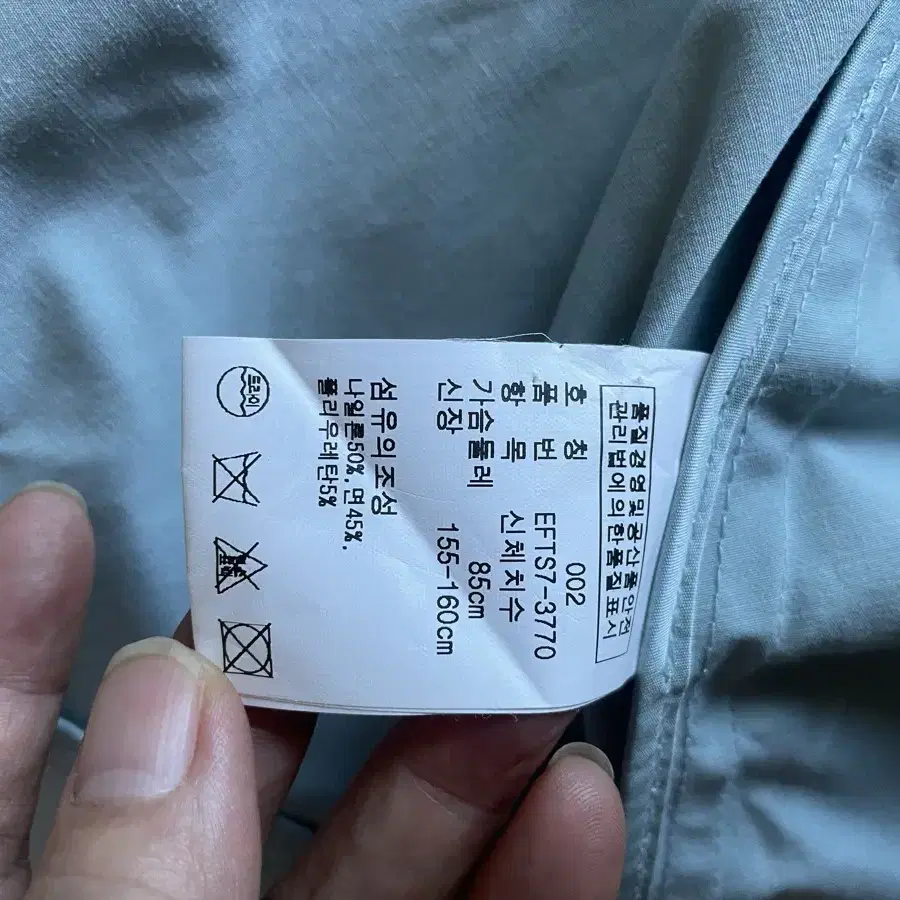 품질경영및공산품안전
관리법에의한품질표시
호 칭 002
품 번 EFTS7-3770
항 목 신체치수
가슴둘레 85cm
신장 155-160cm
섬유의조성
나일론50%, 면45%,
폴리우레탄5%
드라이